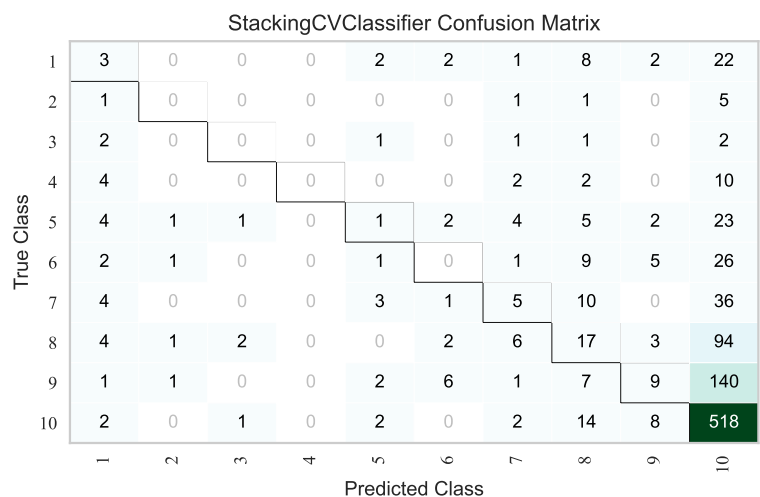 StackingCVClassifier Confusion Matrix
True Class
1 3 0 0 0 2 2 1 8 2 22
2 1 0 0 0 0 0 1 1 0 5
3 2 0 0 0 1 0 1 1 0 2
4 4 0 0 0 0 0 2 2 0 10
5 4 1 1 0 1 2 4 5 2 23
6 2 1 0 0 1 0 1 9 5 26
7 4 0 0 0 3 1 5 10 0 36
8 4 1 2 0 0 2 6 17 3 94
9 1 1 0 0 2 6 1 7 9 140
10 2 0 1 0 2 0 2 14 8 518
1 2 3 4 5 6 7 8 9 10
Predicted Class